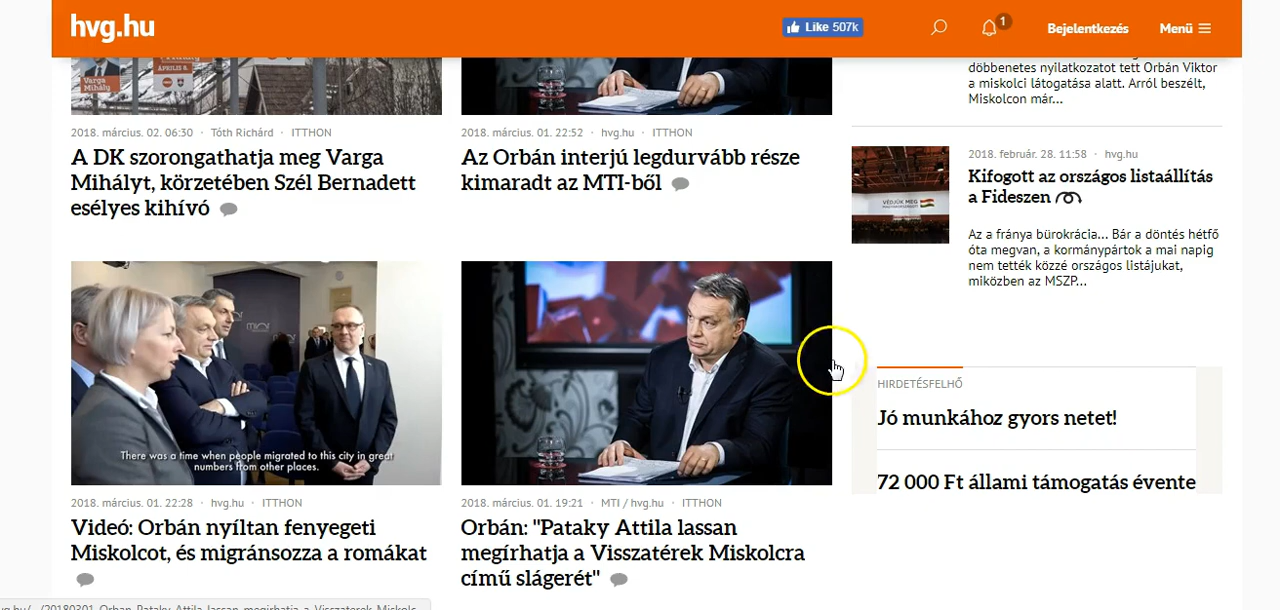 hvg.hu
Like 507k
1
Bejelentkezés
Menü
Varga
Mihály
ÁPRILIS 8.
2018. március. 02. 06:30 · Tóth Richárd · ITTHON
A DK szorongathatja meg Varga
Mihályt, körzetében Szél Bernadett
esélyes kihívó
2018. március. 01. 22:52 · hvg.hu · ITTHON
Az Orbán interjú legdurvább része
kimaradt az MTI-ből
döbbenetes nyilatkozatot tett Orbán Viktor
a miskolci látogatása alatt. Arról beszélt,
Miskolcon már...
2018. február. 28. 11:58 · hvg.hu
Kifogott az országos listaállítás
a Fideszen
VÉDJÜK MEG
Az a fránya bürokrácia... Bár a döntés hétfő
óta megvan, a kormánypártok a mai napig
nem tették közzé országos listájukat,
miközben az MSZP...
There was a time when people migrated to this city in great
numbers from other places.
2018. március. 01. 22:28 · hvg.hu · ITTHON
Videó: Orbán nyíltan fenyegeti
Miskolcot, és migránsozza a romákat
2018. március. 01. 19:21 · MTI / hvg.hu · ITTHON
Orbán: "Pataky Attila lassan
megírhatja a Visszatérek Miskolcra
című slágerét"
HIRDETÉSFELHŐ
Jó munkához gyors netet!
72 000 Ft állami támogatás évente